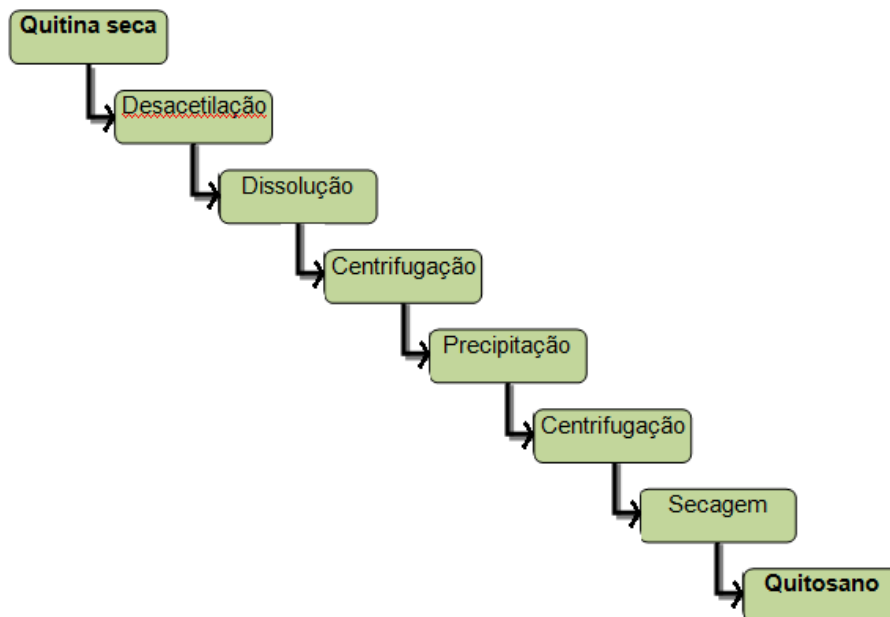 Quitina seca
Desacetilação
Dissolução
Centrifugação
Precipitação
Centrifugação
Secagem
Quitosano